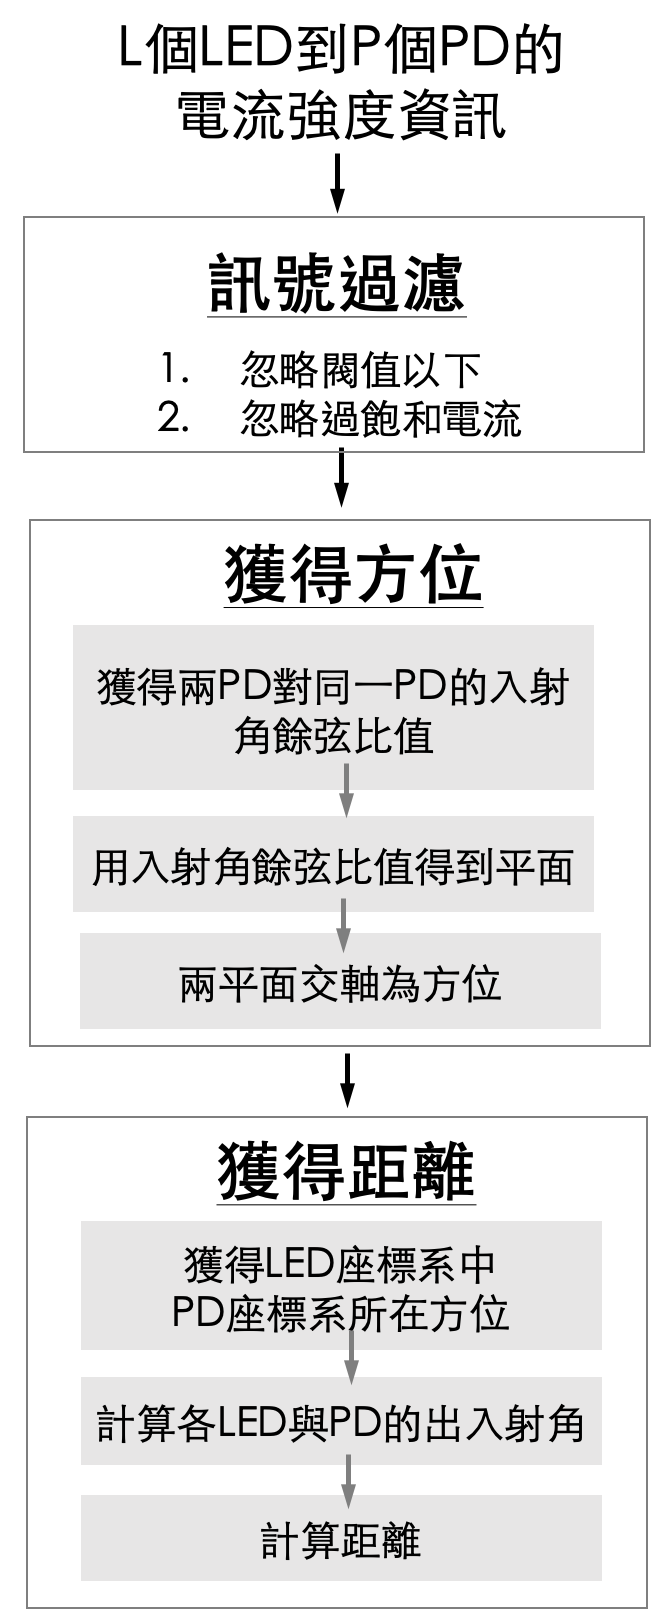 L個LED到P個PD的
電流強度資訊
訊號過濾
1. 忽略閥值以下
2. 忽略過飽和電流
獲得方位
獲得兩PD對同一PD的入射
角餘弦比值
用入射角餘弦比值得到平面
兩平面交軸為方位
獲得距離
獲得LED座標系中
PD座標系所在方位
計算各LED與PD的出入射角
計算距離